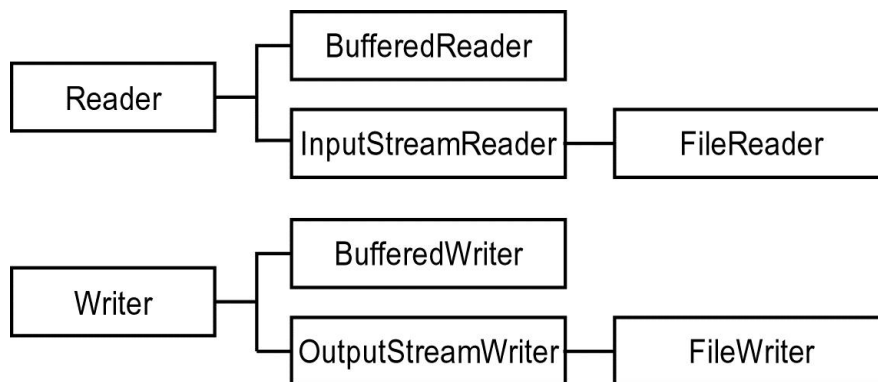 BufferedReader
Reader
InputStreamReader
FileReader
BufferedWriter
Writer
OutputStreamWriter
FileWriter